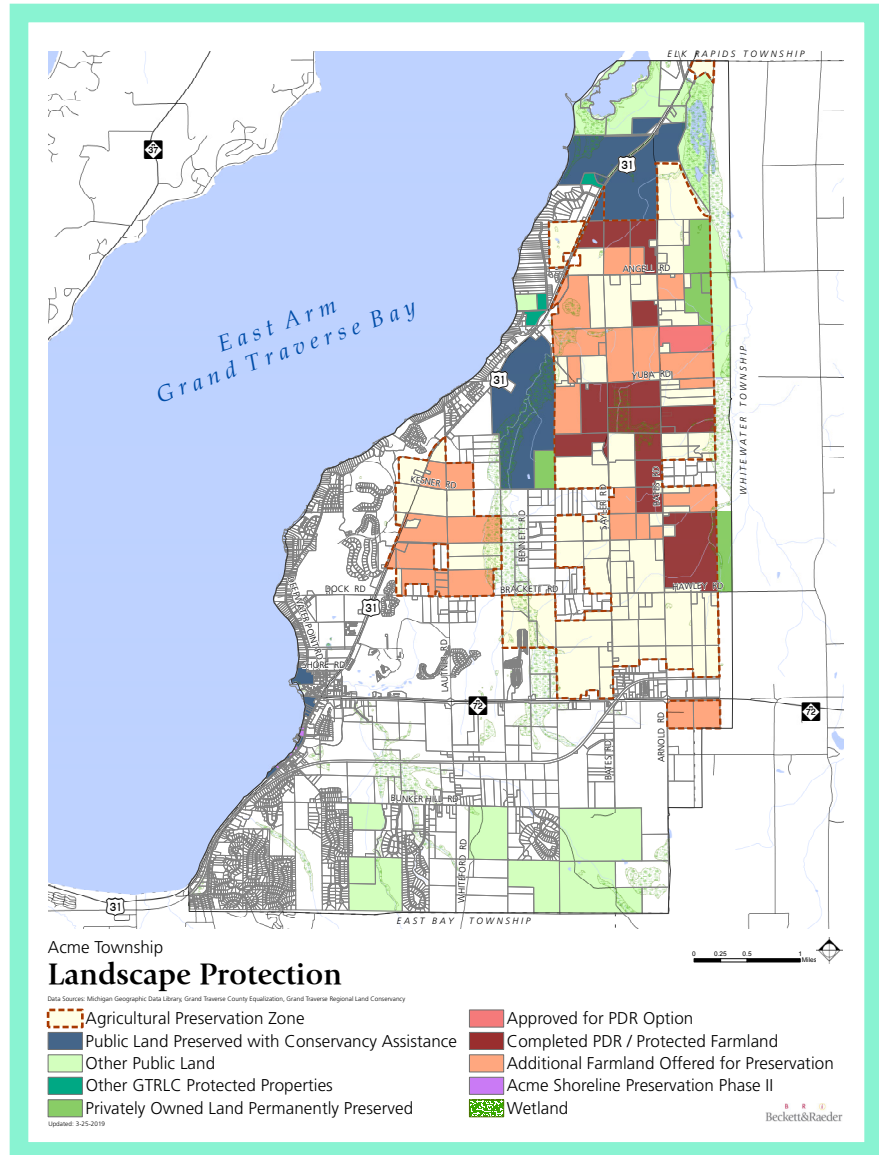 ELK RAPIDS TOWNSHIP
37
31
ANGELL RD
East Arm
Grand Traverse Bay
YUBA RD
31
WHITEWATER TOWNSHIP
KESNER RD
BATES RD
SAYLER RD
BENNETT RD
DOCK RD
BRACKETT RD
HAWLEY RD
31
SHORE RD
LAUTNER RD
72
72
ARNOLD RD
BATES RD
BUNKER HILL RD
WHITEFORD RD
31
EAST BAY TOWNSHIP
Acme Township
0 0.25 0.5 1
Miles
Landscape Protection
Data Sources: Michigan Geographic Data Library, Grand Traverse County Equalization, Grand Traverse Regional Land Conservancy
Agricultural Preservation Zone
Public Land Preserved with Conservancy Assistance
Other Public Land
Other GTRLC Protected Properties
Privately Owned Land Permanently Preserved
Approved for PDR Option
Completed PDR / Protected Farmland
Additional Farmland Offered for Preservation
Acme Shoreline Preservation Phase II
Wetland
Updated: 3-25-2019
B R i
Beckett&Raeder